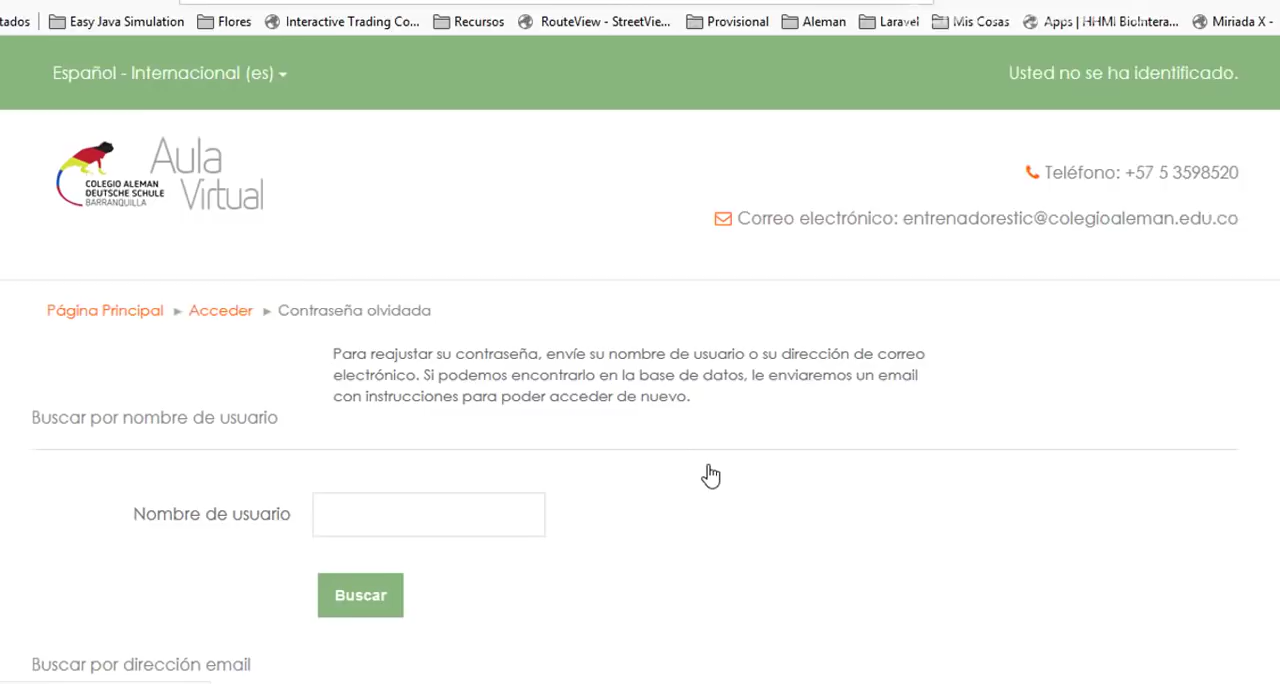 tados Easy Java Simulation Flores Interactive Trading Co... Recursos RouteView - StreetVie... Provisional Aleman Laravel Mis Cosas Apps | HHMI BioIntera... Miriada X -
Español - Internacional (es) Usted no se ha identificado.
Aula
Virtual
COLEGIO ALEMAN
DEUTSCHE SCHULE
BARRANQUILLA
Teléfono: +57 5 3598520
Correo electrónico: entrenadorestic@colegioaleman.edu.co
Página Principal ► Acceder ► Contraseña olvidada
Para reajustar su contraseña, envíe su nombre de usuario o su dirección de correo
electrónico. Si podemos encontrarlo en la base de datos, le enviaremos un email
con instrucciones para poder acceder de nuevo.
Buscar por nombre de usuario
Nombre de usuario
Buscar
Buscar por dirección email